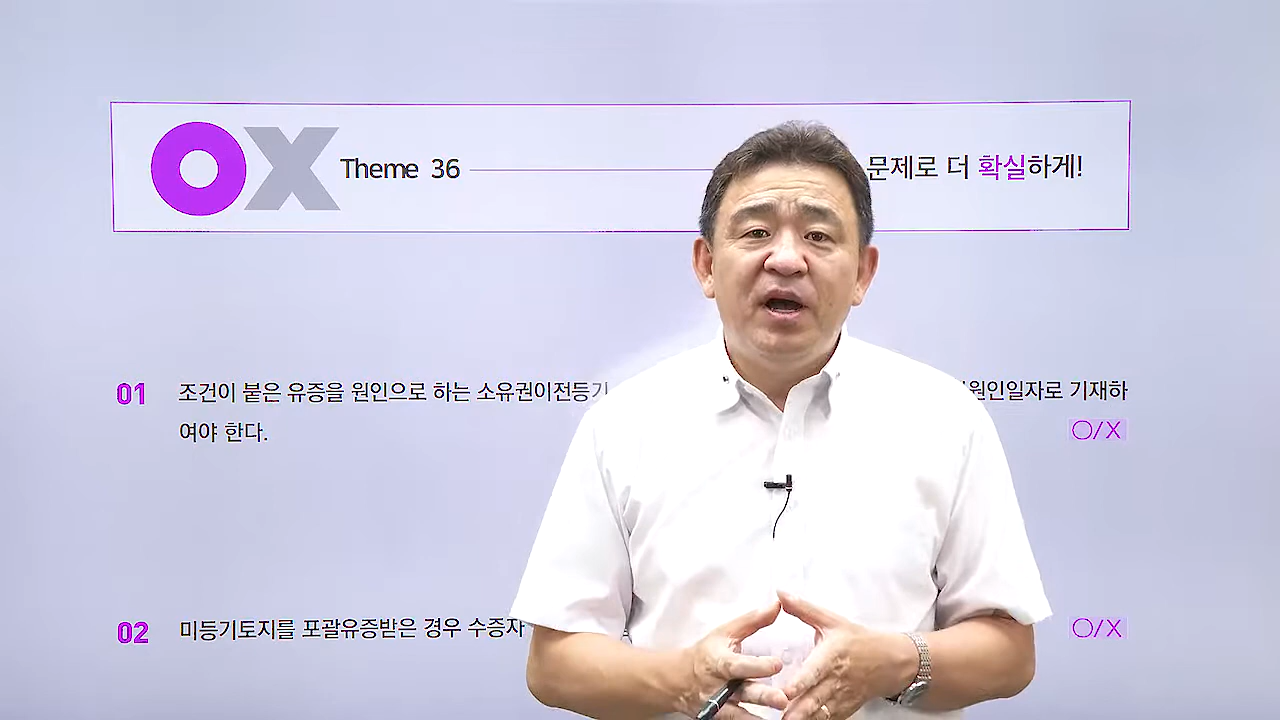 OX Theme 36 문제로 더 확실하게!
01 조건이 붙은 유증을 원인으로 하는 소유권이전등기 원인일자로 기재하
여야 한다. O/X
02 미등기토지를 포괄유증받은 경우 수증자 O/X